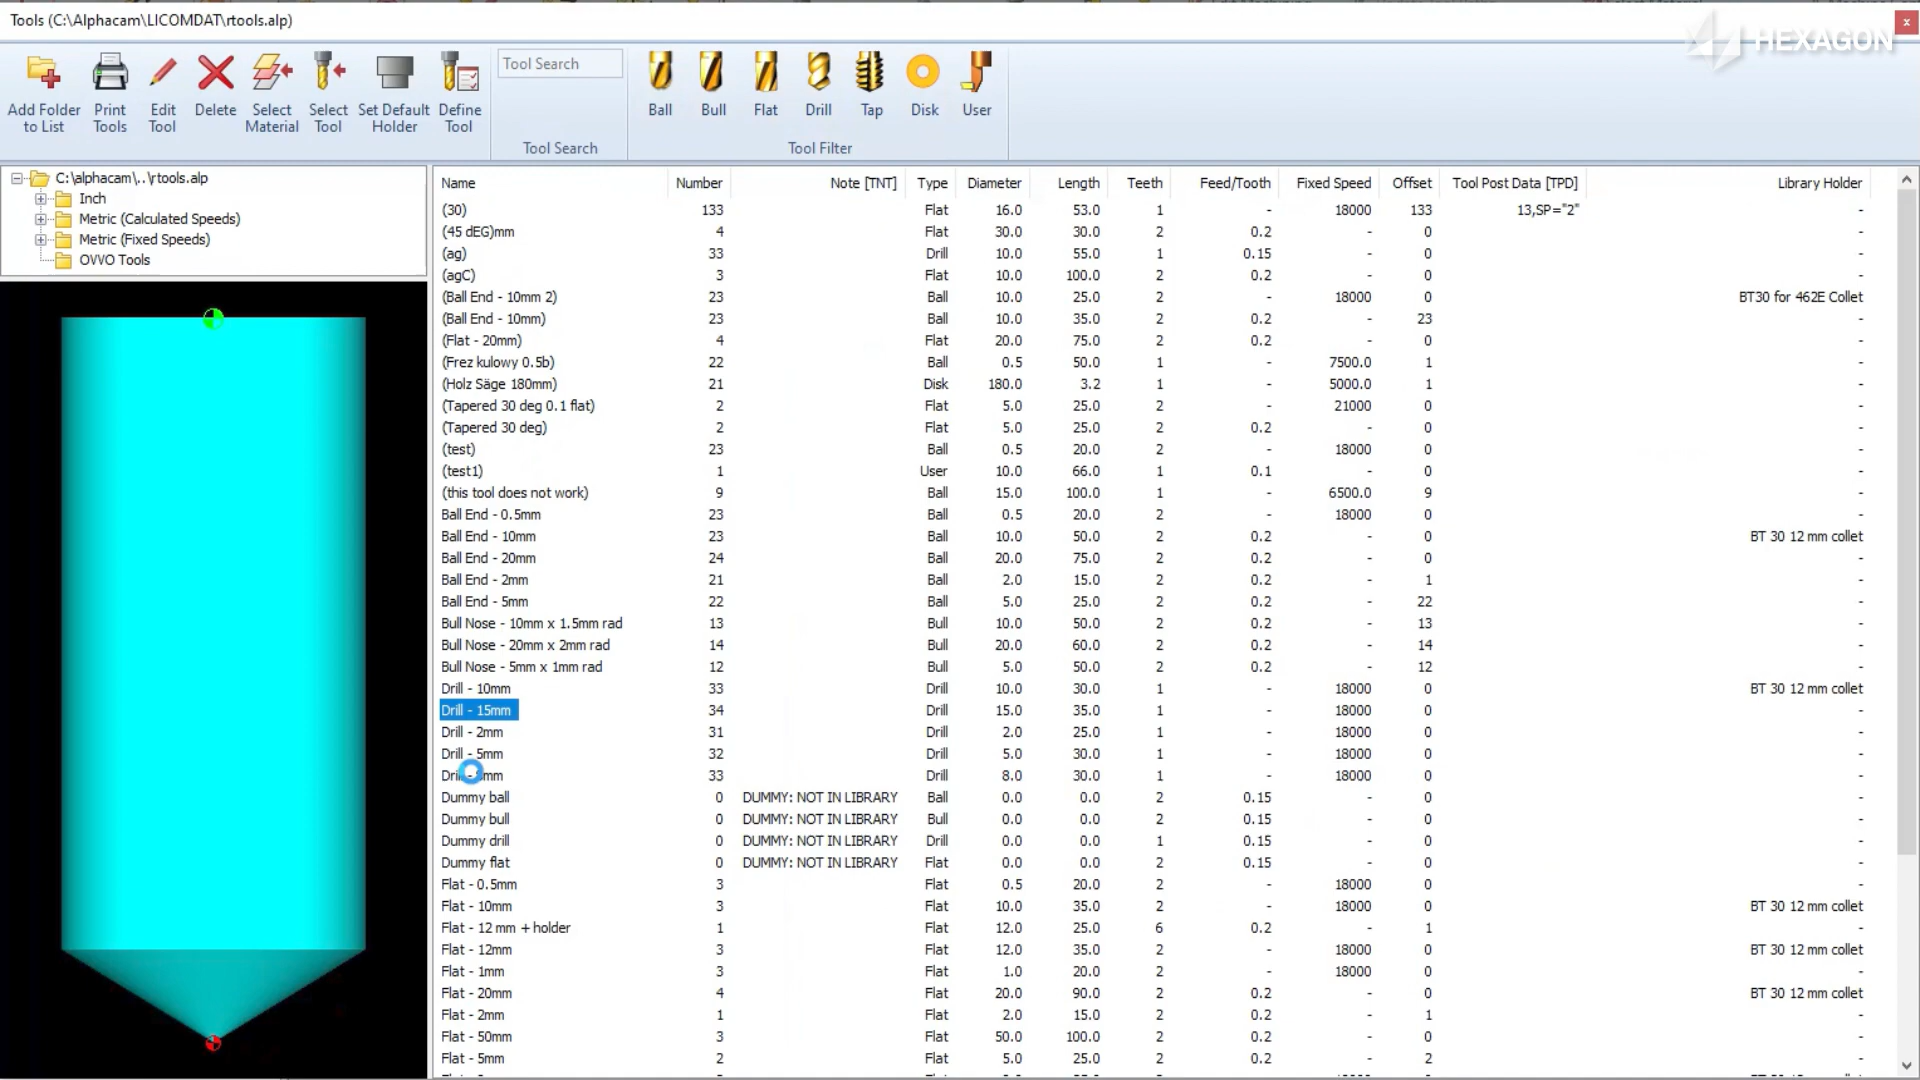 Tools (C:\Alphacam\LICOMDAT\rtools.alp)
x
HEXAGON
Add Folder to List
Print Tools
Edit Tool
Delete
Select Material
Select Tool
Set Default Holder
Define Tool
Tool Search
Tool Search
Ball Bull Flat Drill Tap Disk User
Tool Filter
C:\alphacam\..\rtools.alp
Inch
Metric (Calculated Speeds)
Metric (Fixed Speeds)
OVVO Tools
Name Number Note [TNT] Type Diameter Length Teeth Feed/Tooth Fixed Speed Offset Tool Post Data [TPD] Library Holder
(30) 133 Flat 16.0 53.0 1 - 18000 133 13,SP="2" -
(45 dEG)mm 4 Flat 30.0 30.0 2 0.2 - 0 -
(ag) 33 Drill 10.0 55.0 1 0.15 - 0 -
(agC) 3 Flat 10.0 100.0 2 0.2 - 0 -
(Ball End - 10mm 2) 23 Ball 10.0 25.0 2 - 18000 0 BT30 for 462E Collet
(Ball End - 10mm) 23 Ball 10.0 35.0 2 0.2 - 23 -
(Flat - 20mm) 4 Flat 20.0 75.0 2 0.2 - 0 -
(Frez kulowy 0.5b) 22 Ball 0.5 50.0 1 - 7500.0 1 -
(Holz Säge 180mm) 21 Disk 180.0 3.2 1 - 5000.0 1 -
(Tapered 30 deg 0.1 flat) 2 Flat 5.0 25.0 2 - 21000 0 -
(Tapered 30 deg) 2 Flat 5.0 25.0 2 0.2 - 0 -
(test) 23 Ball 0.5 20.0 2 - 18000 0 -
(test1) 1 User 10.0 66.0 1 0.1 - 0 -
(this tool does not work) 9 Ball 15.0 100.0 1 - 6500.0 9 -
Ball End - 0.5mm 23 Ball 0.5 20.0 2 - 18000 0 -
Ball End - 10mm 23 Ball 10.0 50.0 2 0.2 - 0 BT 30 12 mm collet
Ball End - 20mm 24 Ball 20.0 75.0 2 0.2 - 0 -
Ball End - 2mm 21 Ball 2.0 15.0 2 0.2 - 1 -
Ball End - 5mm 22 Ball 5.0 25.0 2 0.2 - 22 -
Bull Nose - 10mm x 1.5mm rad 13 Bull 10.0 50.0 2 0.2 - 13 -
Bull Nose - 20mm x 2mm rad 14 Bull 20.0 60.0 2 0.2 - 14 -
Bull Nose - 5mm x 1mm rad 12 Bull 5.0 50.0 2 0.2 - 12 -
Drill - 10mm 33 Drill 10.0 30.0 1 - 18000 0 BT 30 12 mm collet
Drill - 15mm 34 Drill 15.0 35.0 1 - 18000 0 -
Drill - 2mm 31 Drill 2.0 25.0 1 - 18000 0 -
Drill - 5mm 32 Drill 5.0 30.0 1 - 18000 0 -
33 Drill 8.0 30.0 1 - 18000 0 -
Dummy ball 0 DUMMY: NOT IN LIBRARY Ball 0.0 0.0 2 0.15 - 0 -
Dummy bull 0 DUMMY: NOT IN LIBRARY Bull 0.0 0.0 2 0.15 - 0 -
Dummy drill 0 DUMMY: NOT IN LIBRARY Drill 0.0 0.0 1 0.15 - 0 -
Dummy flat 0 DUMMY: NOT IN LIBRARY Flat 0.0 0.0 2 0.15 - 0 -
Flat - 0.5mm 3 Flat 0.5 20.0 2 - 18000 0 -
Flat - 10mm 3 Flat 10.0 35.0 2 - 18000 0 BT 30 12 mm collet
Flat - 12 mm + holder 1 Flat 12.0 25.0 6 0.2 - 1 -
Flat - 12mm 3 Flat 12.0 35.0 2 - 18000 0 BT 30 12 mm collet
Flat - 1mm 3 Flat 1.0 20.0 2 - 18000 0 -
Flat - 20mm 4 Flat 20.0 90.0 2 0.2 - 0 BT 30 12 mm collet
Flat - 2mm 1 Flat 2.0 15.0 2 0.2 - 1 -
Flat - 50mm 3 Flat 50.0 100.0 2 0.2 - 0 -
Flat - 5mm 2 Flat 5.0 25.0 2 0.2 - 2 -